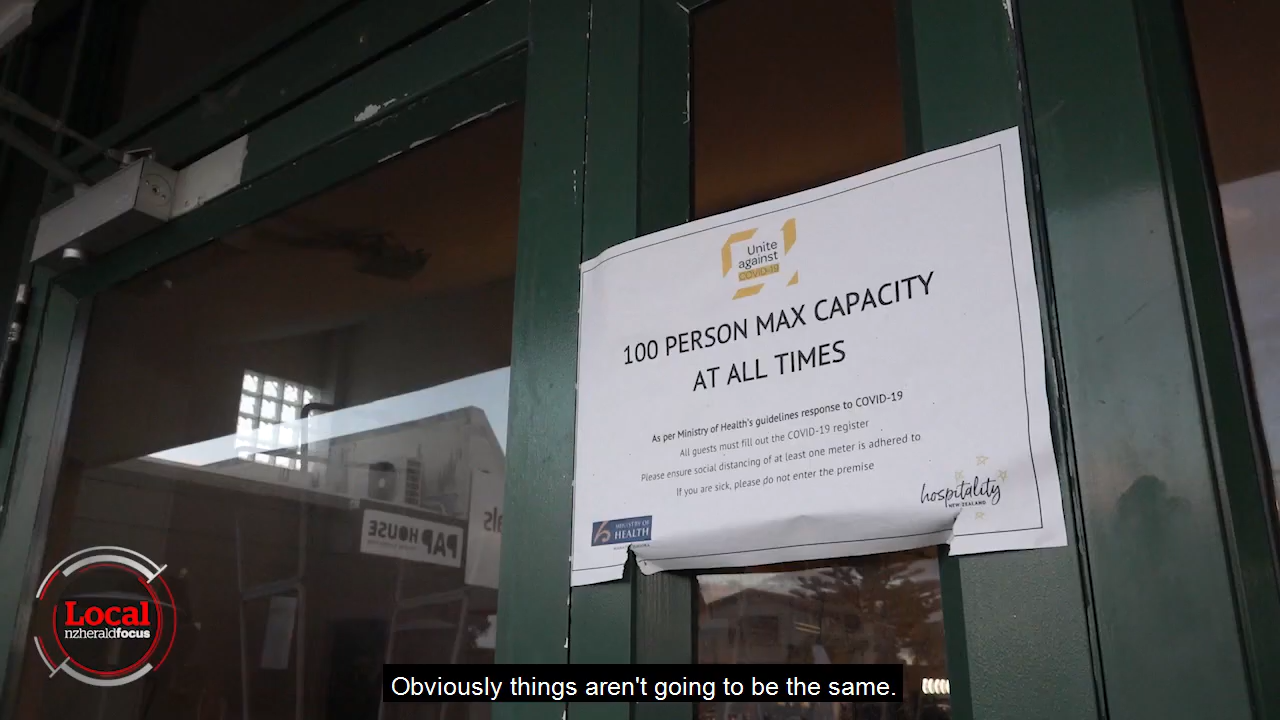 Unite
against
COVID-19
100 PERSON MAX CAPACITY
AT ALL TIMES
As per Ministry of Health's guidelines response to COVID-19
All guests must fill out the COVID-19 register
Please ensure social distancing of at least one meter is adhered to
If you are sick, please do not enter the premise
hospitality
NEW ZEALAND
MINISTRY OF
HEALTH
PAP HOUSE
als
Local
nzheraldfocus
Obviously things aren't going to be the same.